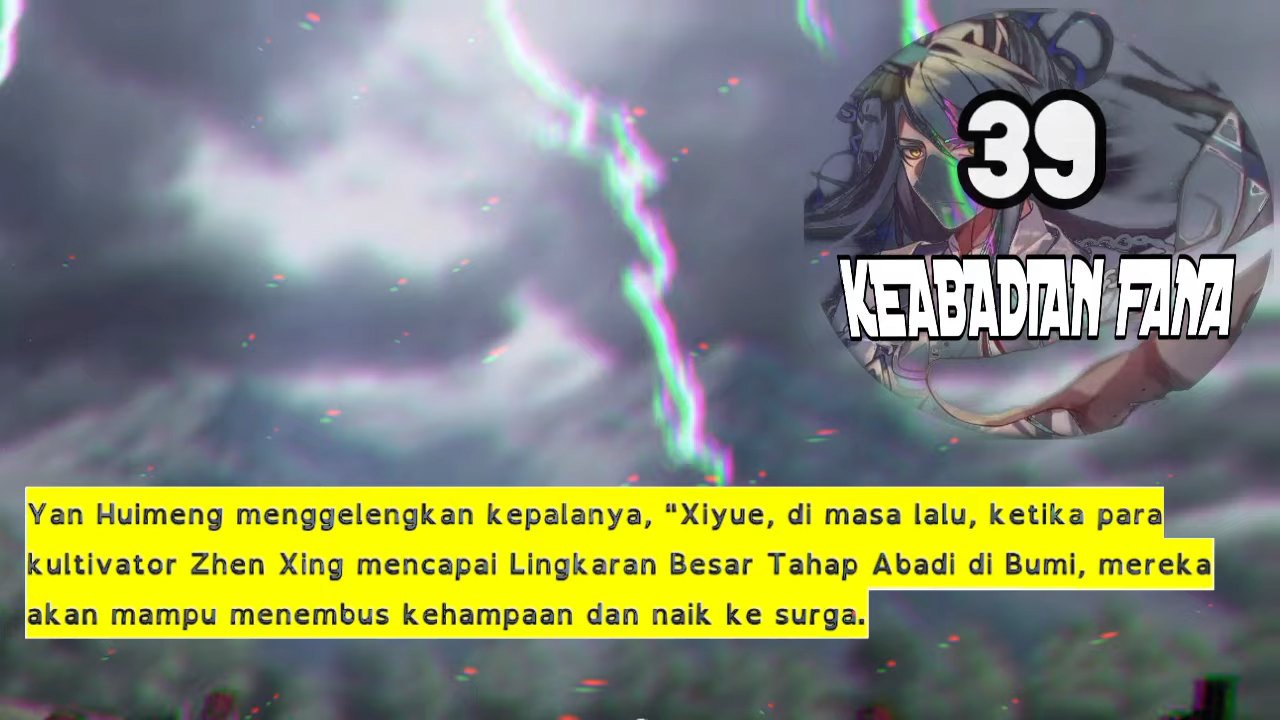 39
KEABADIAN FANA
Yan Huimeng menggelengkan kepalanya, "Xiyue, di masa lalu, ketika para
kultivator Zhen Xing mencapai Lingkaran Besar Tahap Abadi di Bumi, mereka
akan mampu menembus kehampaan dan naik ke surga.